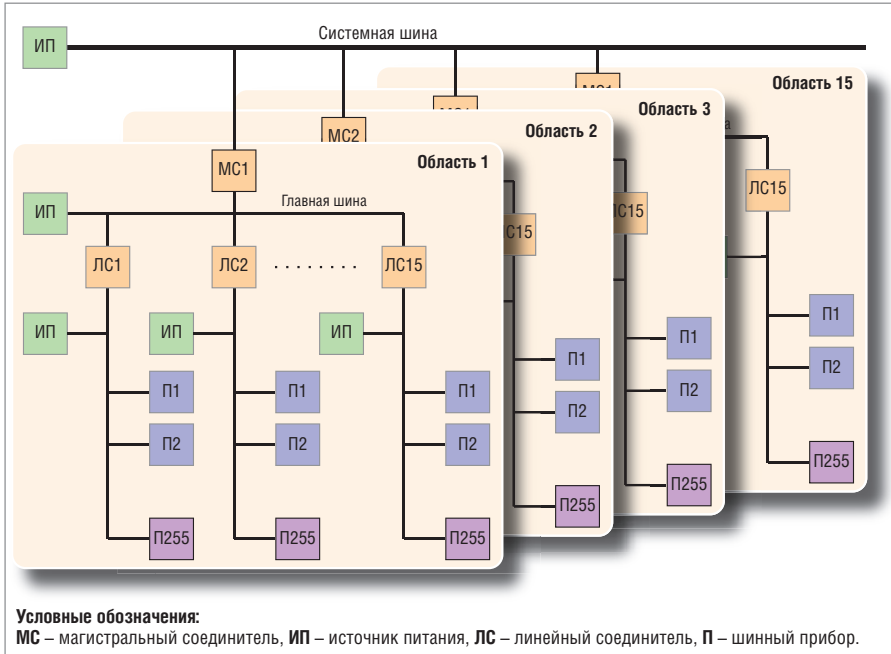 Системная шина
ИП
Область 15
МС1
Область 3
Область 2
МС2
Область 1
МС1
ЛС15
ИП
Главная шина
ЛС1
ЛС2
. . . . . . . .
ЛС15
ЛС15
ЛС15
ИП
ИП
ИП
П1
П2
П255
П1
П2
П255
П1
П2
П255
П1
П2
П255
П1
П2
П255
П1
П2
П255
Условные обозначения:
МС – магистральный соединитель, ИП – источник питания, ЛС – линейный соединитель, П – шинный прибор.